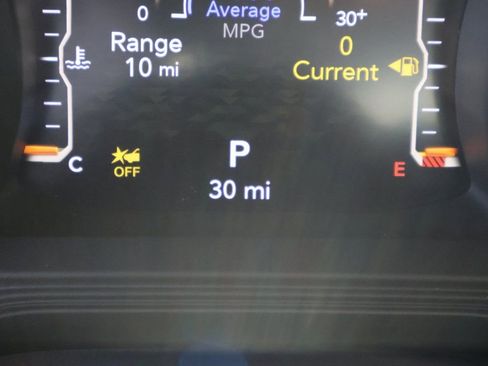 0 Average 30+
MPG
Range 0
10 mi Current
C OFF P E
30 mi